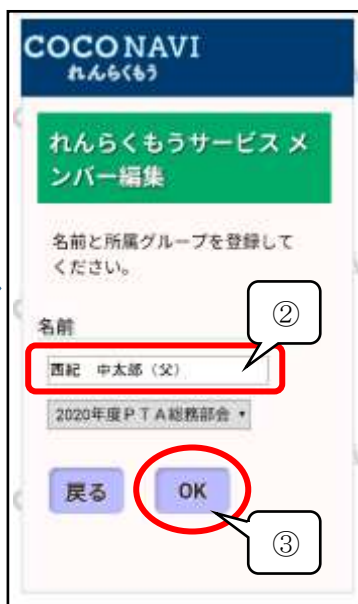 COCO NAVI
れんらくもう
れんらくもうサービス メ
ンバー編集
名前と所属グループを登録して
ください。
②
名前
西紀　中太郎（父）
2020年度ＰＴＡ総務部会
戻る
OK
③